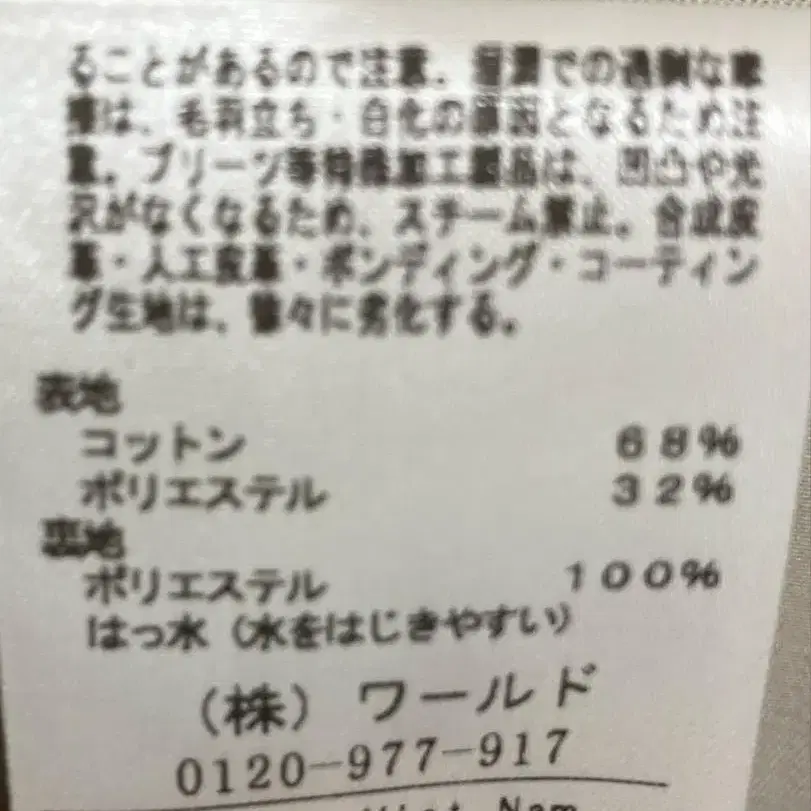 ることがあるので注意。湿潤での過剰な摩
擦は、毛羽立ち・白化の原因となるため注
意。プリーツ等特殊加工製品は、凹凸や光
沢がなくなるため、スチーム禁止。合成皮
革・人工皮革・ボンディング・コーティン
グ生地は、徐々に劣化する。
表地
コットン 68%
ポリエステル 32%
裏地
ポリエステル 100%
はっ水（水をはじきやすい）
（株）ワールド
0120-977-917
Viet Nam